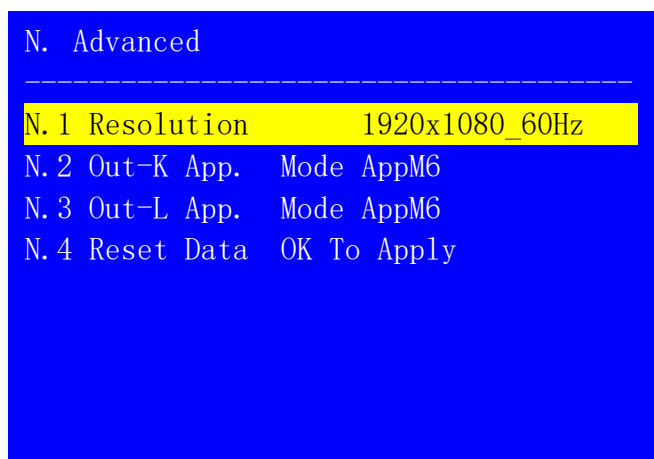 N. Advanced
--------------------------------------
N.1 Resolution 1920x1080_60Hz
N.2 Out-K App. Mode AppM6
N.3 Out-L App. Mode AppM6
N.4 Reset Data OK To Apply